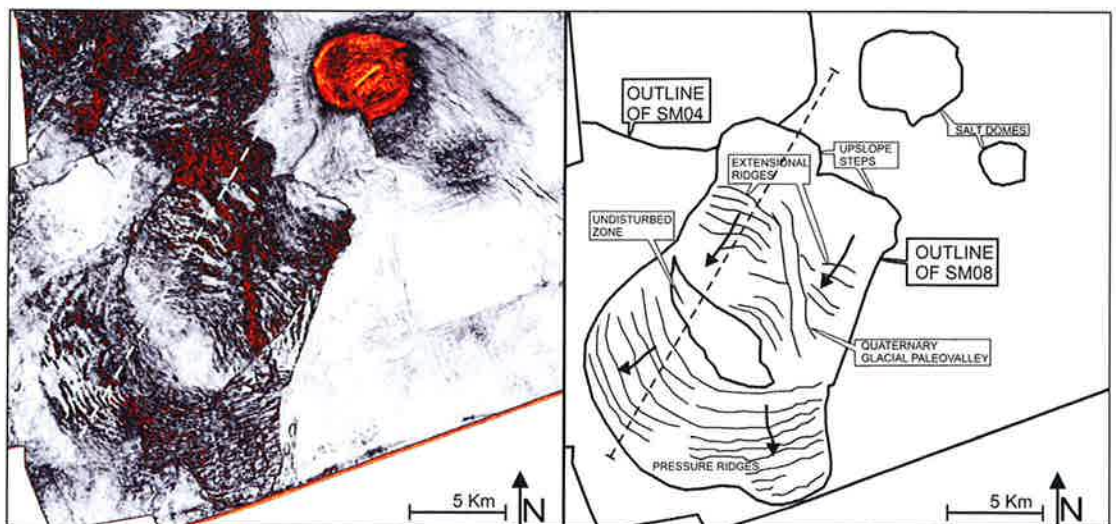 5 Km
N
OUTLINE
OF SM04
SALT DOMES
EXTENSIONAL
RIDGES
UPSLOPE
STEPS
UNDISTURBED
ZONE
OUTLINE
OF SM08
QUATERNARY
GLACIAL PALEOVALLEY
PRESSURE RIDGES
5 Km
N